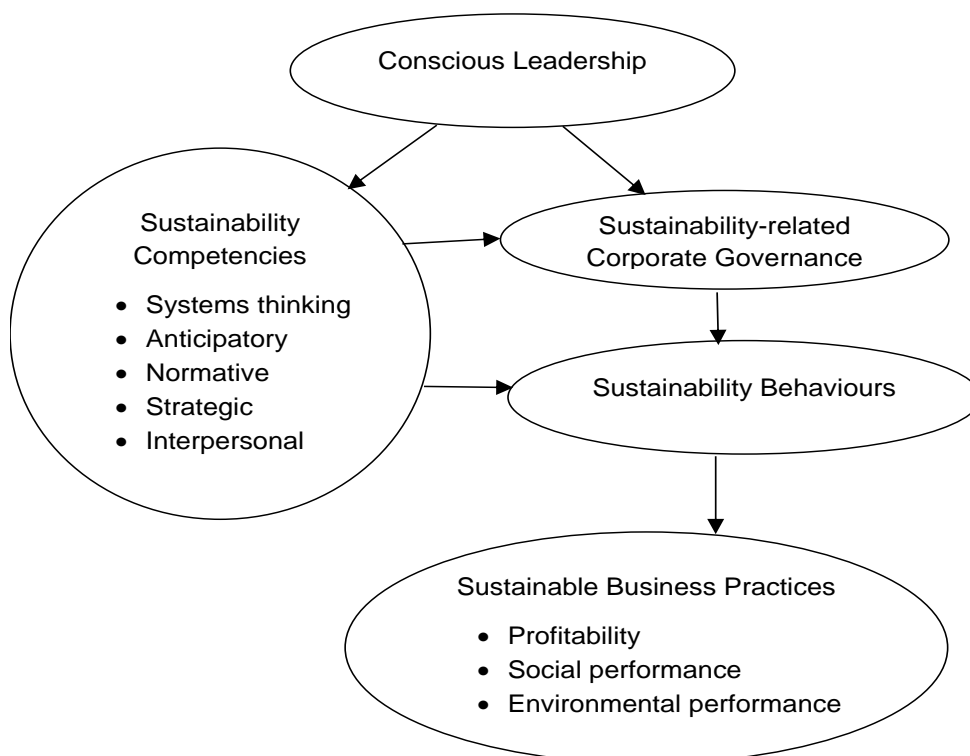 Conscious Leadership
Sustainability
Competencies
• Systems thinking
• Anticipatory
• Normative
• Strategic
• Interpersonal
Sustainability-related
Corporate Governance
Sustainability Behaviours
Sustainable Business Practices
• Profitability
• Social performance
• Environmental performance